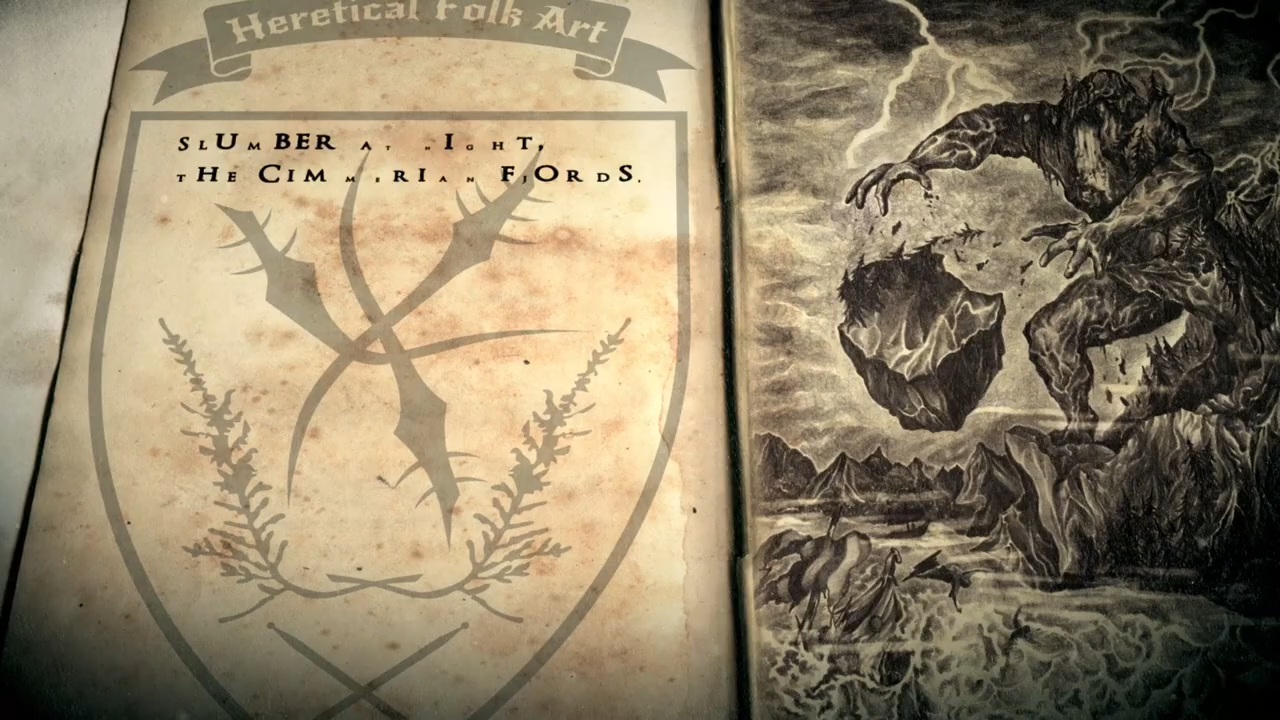 Heretical Folk Art
SLUMBER AT NIGHT,
THE CIMMERIAN FJORDS.